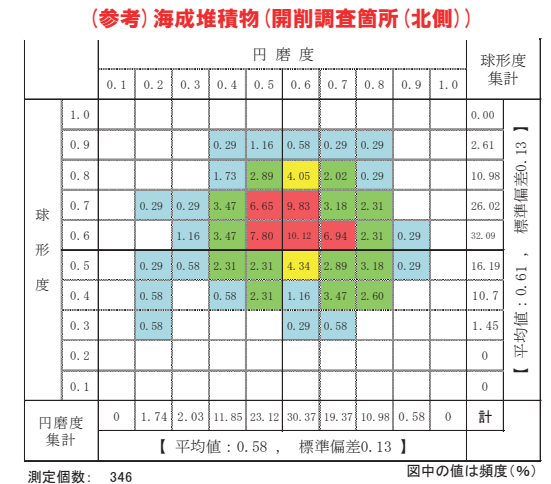 (参考)海成堆積物(開削調査箇所(北側))
円磨度 球形度集計
0.1 0.2 0.3 0.4 0.5 0.6 0.7 0.8 0.9 1.0
球形度
1.0 0.00
0.9 0.29 1.16 0.58 0.29 0.29 2.61
0.8 1.73 2.89 4.05 2.02 0.29 10.98
0.7 0.29 0.29 3.47 6.65 9.83 3.18 2.31 26.02
0.6 1.16 3.47 7.80 10.12 6.94 2.31 0.29 32.09
0.5 0.29 0.58 2.31 2.31 4.34 2.89 3.18 0.29 16.19
0.4 0.58 0.58 2.31 1.16 3.47 2.60 10.7
0.3 0.58 0.29 0.58 1.45
0.2 0
0.1 0
【 平均値:0.61 , 標準偏差0.13 】
円磨度集計 0 1.74 2.03 11.85 23.12 30.37 19.37 10.98 0.58 0 計
【 平均値:0.58 , 標準偏差0.13 】
測定個数: 346
図中の値は頻度(%)